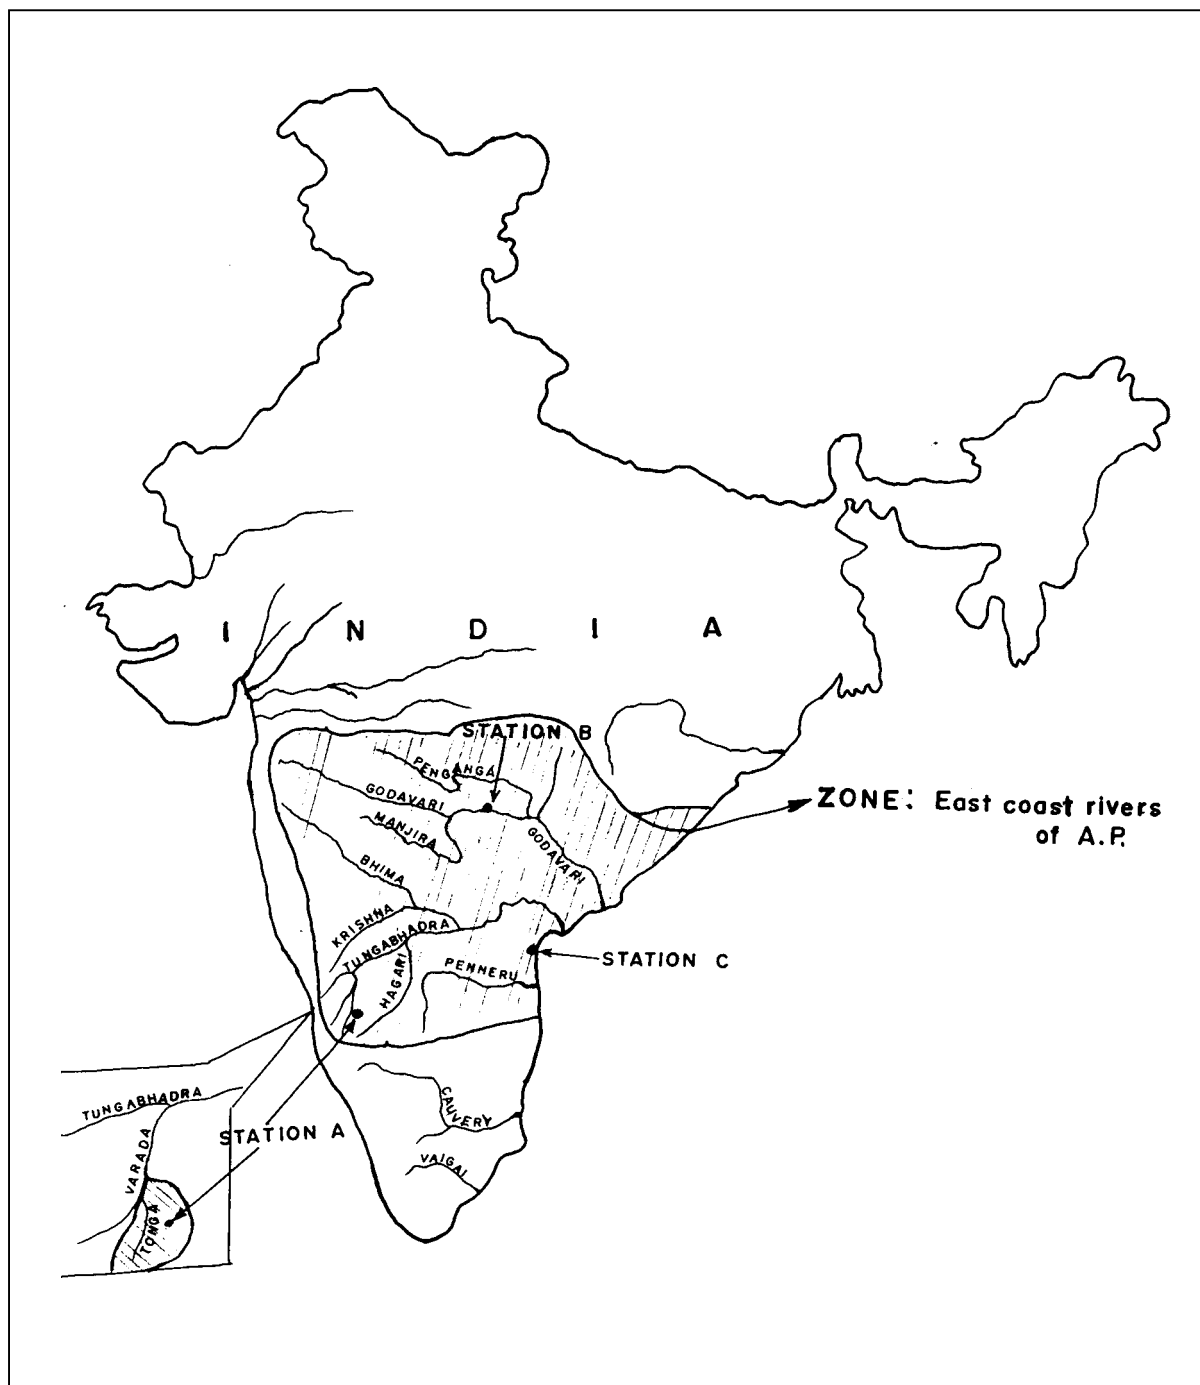 I N D I A
STATION B
PENGANGA
GODAVARI
MANJIRA
GODAVARI
BHIMA
ZONE: East coast rivers
of A.P.
KRISHNA
TUNGABHADRA
HAGARI
PENNERU
STATION C
TUNGABHADRA
STATION A
VARADA
TONGA
CAUVERY
VAIGAI